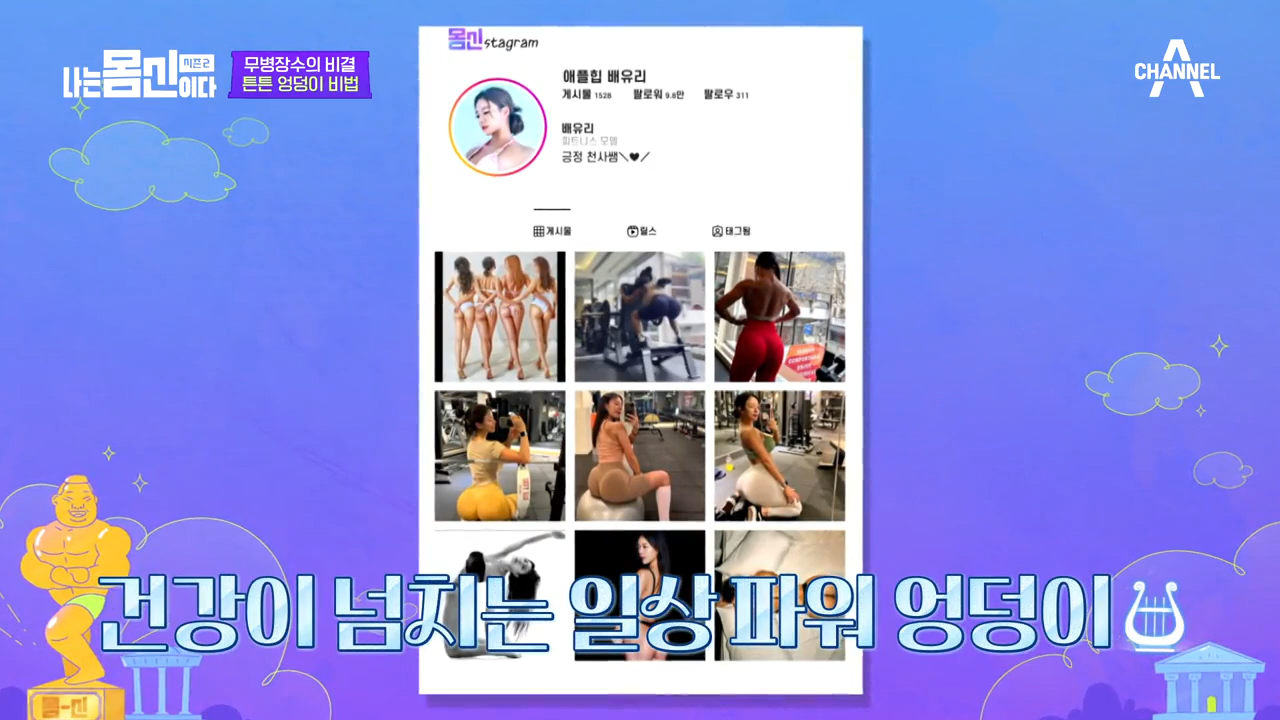 나는 몸신이다 시즌2
무병장수의 비결
튼튼 엉덩이 비법
CHANNEL A
몸신stagram
애플힙 배유리
게시물 1528 팔로워 9.8만 팔로우 311
배유리
피트니스 모델
긍정 천사쌤＼♥／
게시물 릴스 태그됨
건강이 넘치는 일상 파워 엉덩이
몸-신